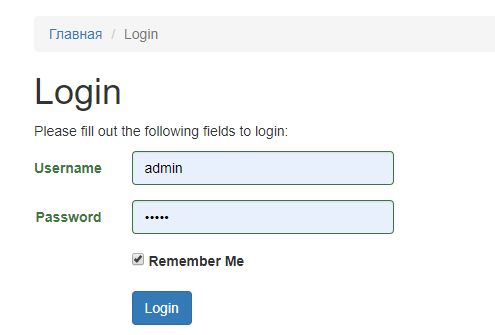 Главная / Login
Login
Please fill out the following fields to login:
Username admin
Password •••••
Remember Me
Login